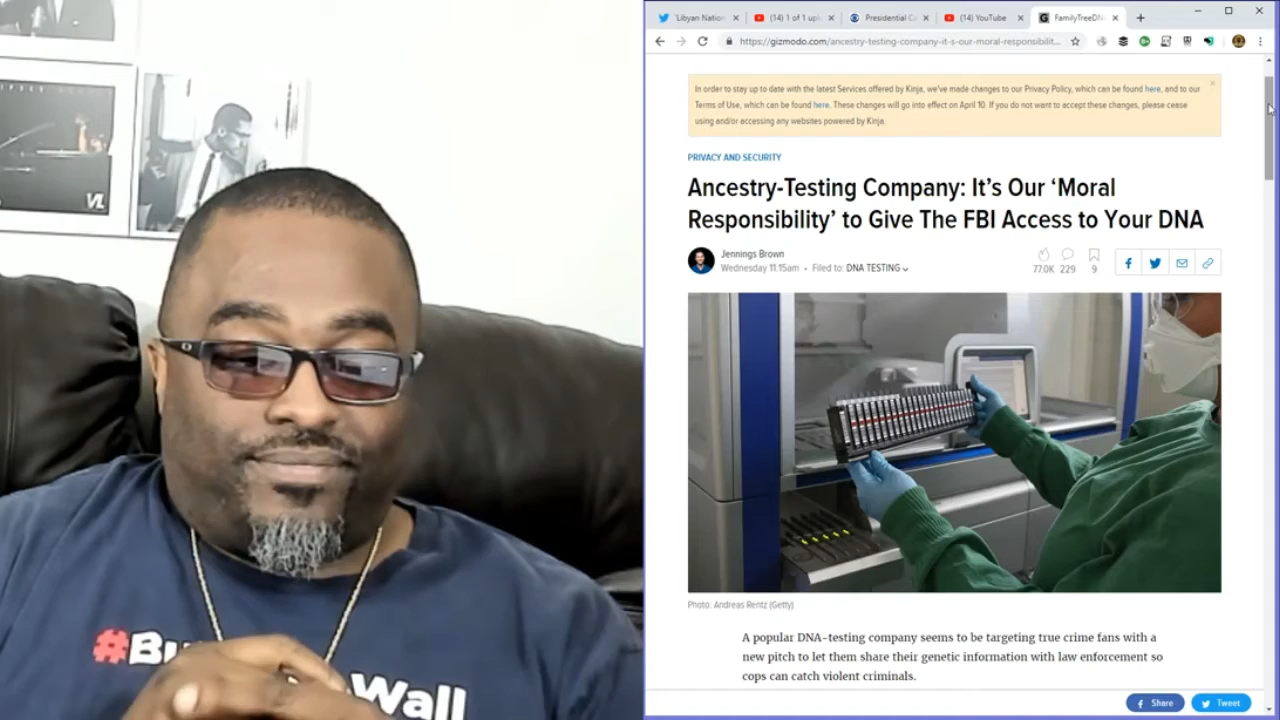 VL
#Bu
Wall
'Libyan Nation
(14) 1 of 1 upl
Presidential C
(14) YouTube
FamilyTreeDN
https://gizmodo.com/ancestry-testing-company-it-s-our-moral-responsibilit...
In order to stay up to date with the latest Services offered by Kinja, we've made changes to our Privacy Policy, which can be found here, and to our
Terms of Use, which can be found here. These changes will go into effect on April 10. If you do not want to accept these changes, please cease
using and/or accessing any websites powered by Kinja.
PRIVACY AND SECURITY
Ancestry-Testing Company: It's Our 'Moral
Responsibility' to Give The FBI Access to Your DNA
Jennings Brown
Wednesday 11:15am • Filed to: DNA TESTING
77.0K 229 9
Photo: Andreas Rentz (Getty)
A popular DNA-testing company seems to be targeting true crime fans with a
new pitch to let them share their genetic information with law enforcement so
cops can catch violent criminals.
Share
Tweet